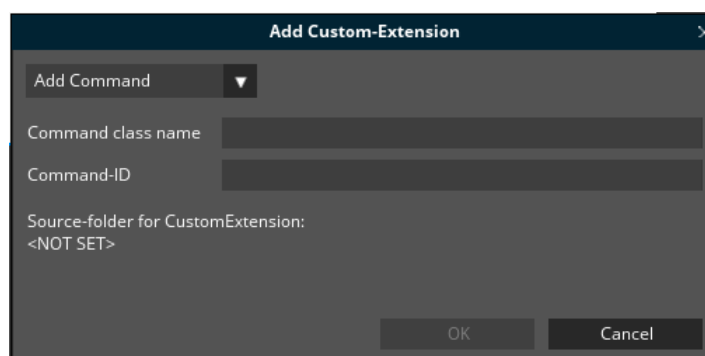 Add Custom-Extension
Add Command
Command class name
Command-ID
Source-folder for CustomExtension:
<NOT SET>
OK
Cancel